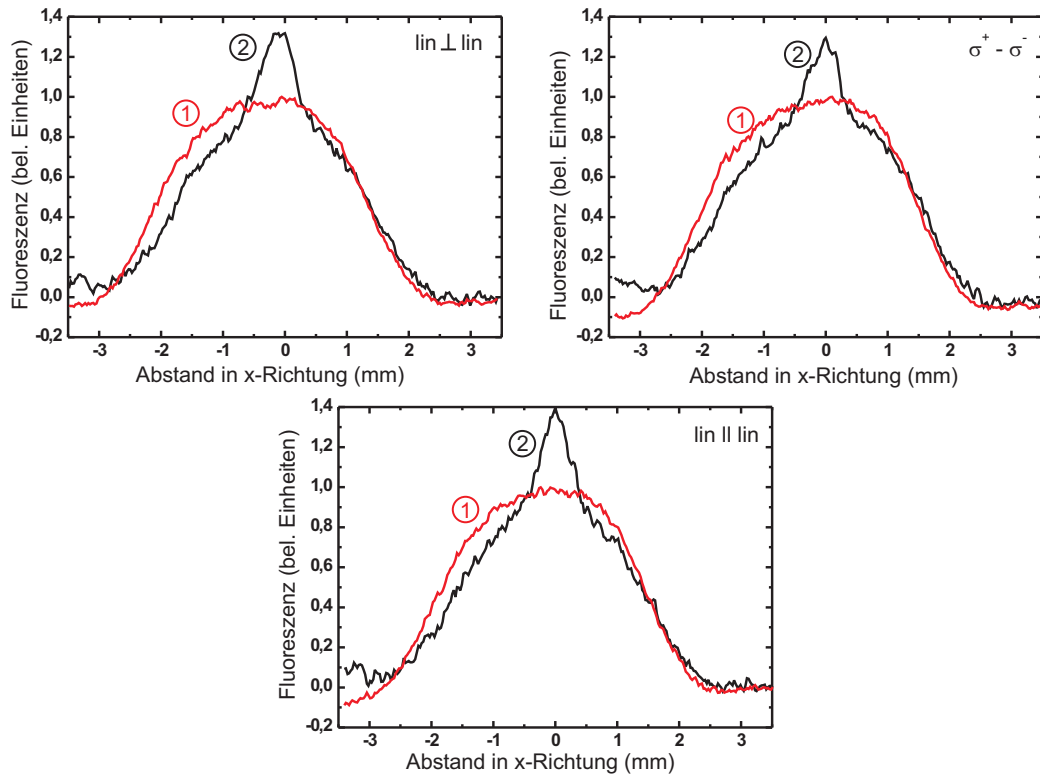 1,4
1,2
1,0
0,8
0,6
0,4
0,2
0,0
-0,2
Fluoreszenz (bel. Einheiten)
lin ⊥ lin
2
1
-3 -2 -1 0 1 2 3
Abstand in x-Richtung (mm)
1,4
1,2
1,0
0,8
0,6
0,4
0,2
0,0
-0,2
Fluoreszenz (bel. Einheiten)
σ⁺ - σ⁻
2
1
-3 -2 -1 0 1 2 3
Abstand in x-Richtung (mm)
1,4
1,2
1,0
0,8
0,6
0,4
0,2
0,0
-0,2
Fluoreszenz (bel. Einheiten)
lin II lin
2
1
-3 -2 -1 0 1 2 3
Abstand in x-Richtung (mm)